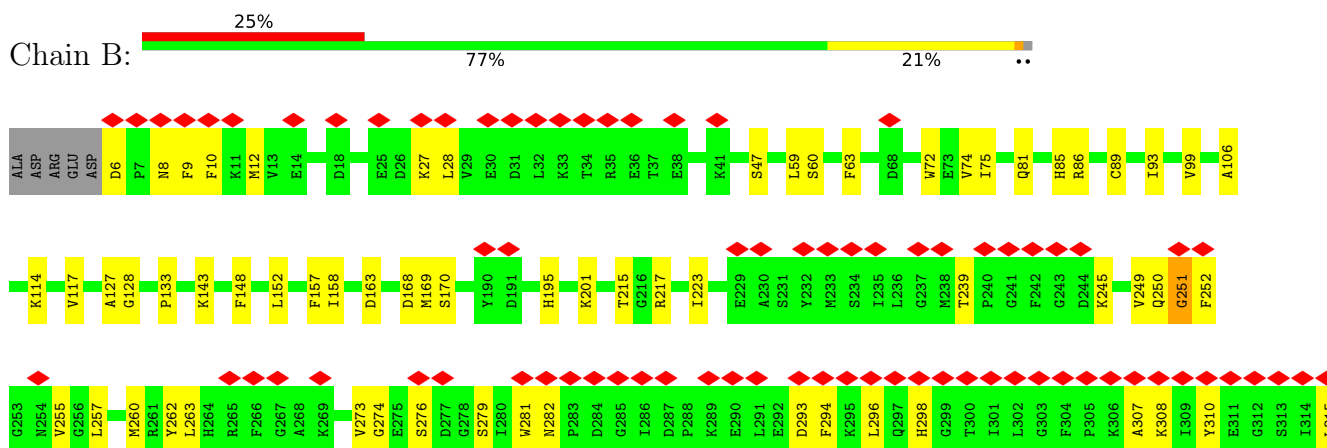 25%
Chain B:
77% 21% ••
ALA ASP ARG GLU ASP D6 P7 N8 F9 F10 K11 M12 V13 E14 D18 E25 D26 K27 L28 V29 E30 D31 L32 K33 T34 R35 E36 T37 E38 K41 S47 L59 S60 F63 D68 W72 E73 V74 I75 Q81 H85 R86 C89 I93 V99 A106
K114 V117 A127 G128 P133 K143 F148 L152 F157 I158 D163 D168 M169 S170 Y190 D191 H195 K201 T215 G216 R217 I223 E229 A230 S231 Y232 M233 S234 I235 L236 G237 M238 T239 P240 G241 F242 G243 D244 K245 V249 Q250 G251 F252
G253 N254 V255 G256 L257 M260 R261 Y262 L263 H264 R265 F266 G267 A268 K269 V273 G274 E275 S276 D277 G278 S279 I280 W281 N282 P283 D284 G285 I286 D287 P288 K289 E290 L291 E292 D293 F294 K295 L296 Q297 H298 G299 T300 I301 L302 G303 F304 P305 K306 A307 K308 I309 Y310 E311 G312 S313 I314